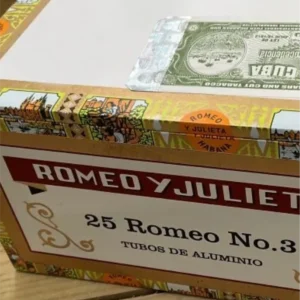 CUBA
ROMEO
Y JULIETA
HABANA
ROMEO Y JULIET
25 Romeo No.3
TUBOS DE ALUMINIO